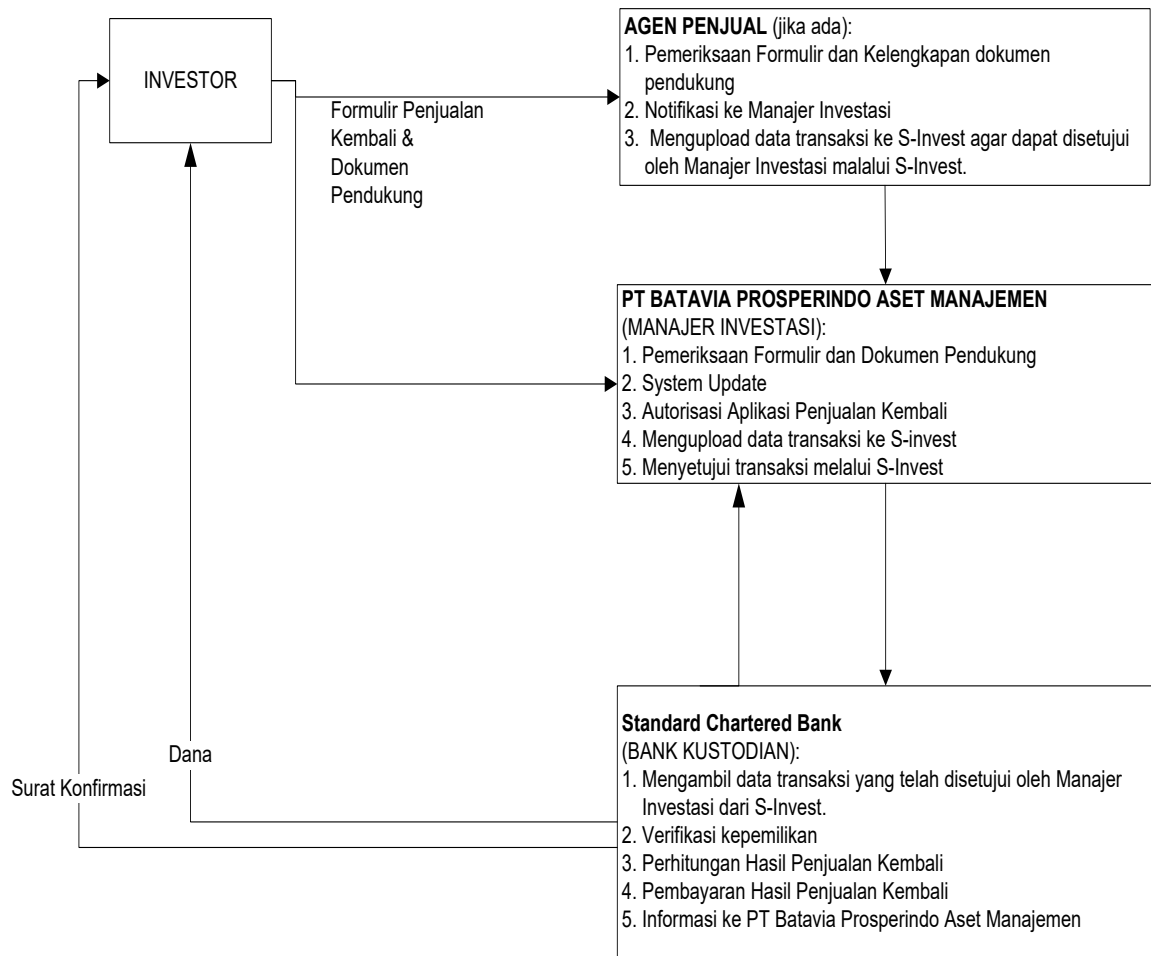 INVESTOR
Formulir Penjualan
Kembali &
Dokumen
Pendukung
AGEN PENJUAL (jika ada):
1. Pemeriksaan Formulir dan Kelengkapan dokumen
pendukung
2. Notifikasi ke Manajer Investasi
3. Mengupload data transaksi ke S-Invest agar dapat disetujui
oleh Manajer Investasi malalui S-Invest.
PT BATAVIA PROSPERINDO ASET MANAJEMEN
(MANAJER INVESTASI):
1. Pemeriksaan Formulir dan Dokumen Pendukung
2. System Update
3. Autorisasi Aplikasi Penjualan Kembali
4. Mengupload data transaksi ke S-invest
5. Menyetujui transaksi melalui S-Invest
Standard Chartered Bank
(BANK KUSTODIAN):
1. Mengambil data transaksi yang telah disetujui oleh Manajer
Investasi dari S-Invest.
2. Verifikasi kepemilikan
3. Perhitungan Hasil Penjualan Kembali
4. Pembayaran Hasil Penjualan Kembali
5. Informasi ke PT Batavia Prosperindo Aset Manajemen
Dana
Surat Konfirmasi